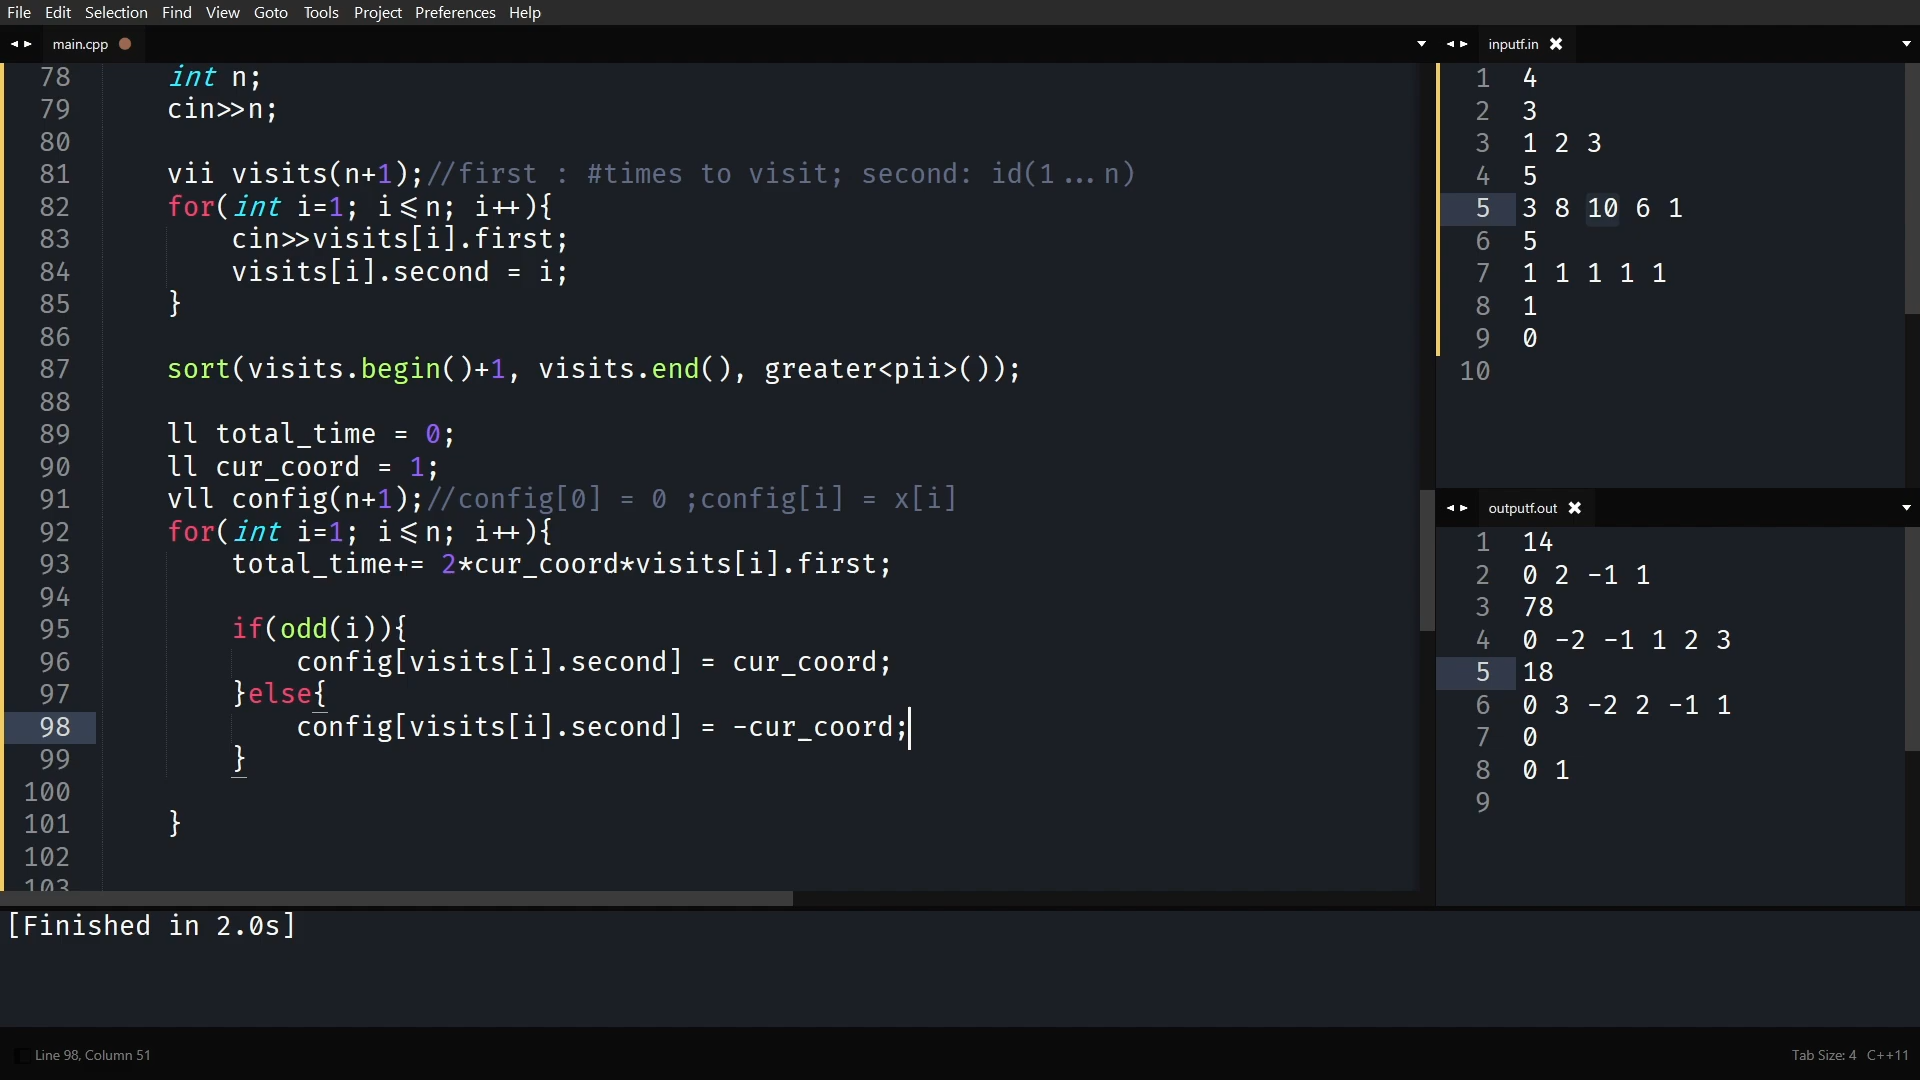 File Edit Selection Find View Goto Tools Project Preferences Help
main.cpp
78 int n;
79 cin>>n;
80
81 vii visits(n+1);//first : #times to visit; second: id(1...n)
82 for(int i=1; i<=n; i++){
83 cin>>visits[i].first;
84 visits[i].second = i;
85 }
86
87 sort(visits.begin()+1, visits.end(), greater<pii>());
88
89 ll total_time = 0;
90 ll cur_coord = 1;
91 vll config(n+1);//config[0] = 0 ;config[i] = x[i]
92 for(int i=1; i<=n; i++){
93 total_time+= 2*cur_coord*visits[i].first;
94
95 if(odd(i)){
96 config[visits[i].second] = cur_coord;
97 }else{
98 config[visits[i].second] = -cur_coord;
99 }
100
101 }
102
103
inputf.in
1 4
2 3
3 1 2 3
4 5
5 3 8 10 6 1
6 5
7 1 1 1 1 1
8 1
9 0
10
outputf.out
1 14
2 0 2 -1 1
3 78
4 0 -2 -1 1 2 3
5 18
6 0 3 -2 2 -1 1
7 0
8 0 1
9
[Finished in 2.0s]
Line 98, Column 51
Tab Size: 4 C++11